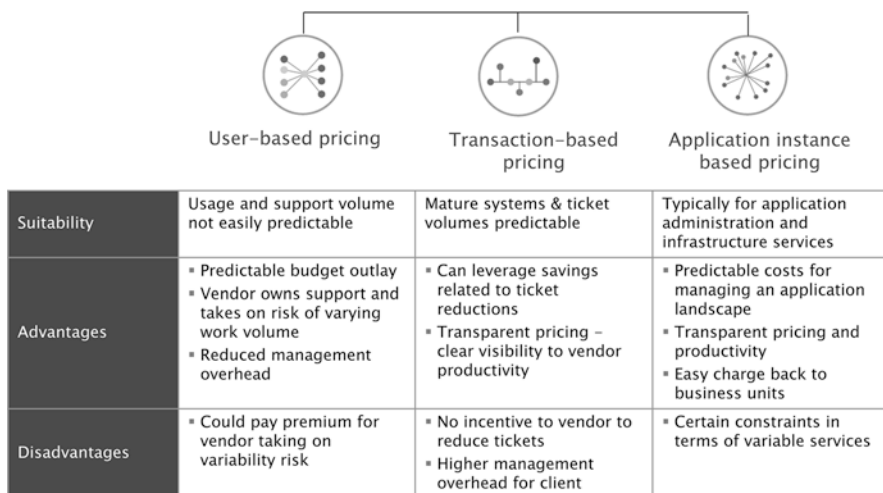 User-based pricing
Transaction-based
pricing
Application instance
based pricing
Suitability
Usage and support volume
not easily predictable
Mature systems & ticket
volumes predictable
Typically for application
administration and
infrastructure services
Advantages
▪ Predictable budget outlay
▪ Vendor owns support and
takes on risk of varying
work volume
▪ Reduced management
overhead
▪ Can leverage savings
related to ticket
reductions
▪ Transparent pricing –
clear visibility to vendor
productivity
▪ Predictable costs for
managing an application
landscape
▪ Transparent pricing and
productivity
▪ Easy charge back to
business units
Disadvantages
▪ Could pay premium for
vendor taking on
variability risk
▪ No incentive to vendor to
reduce tickets
▪ Higher management
overhead for client
▪ Certain constraints in
terms of variable services